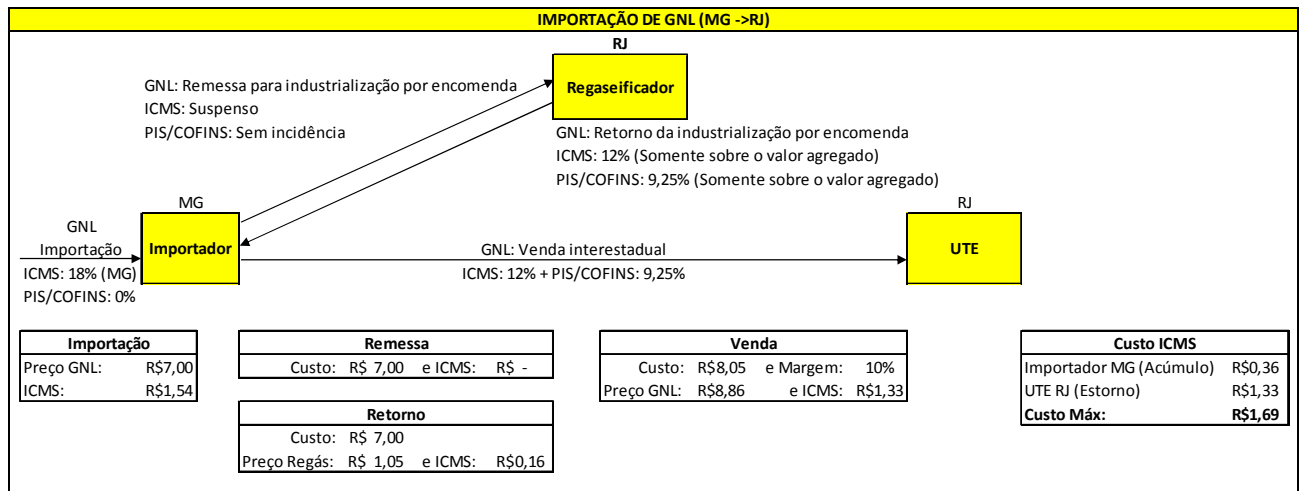 IMPORTAÇÃO DE GNL (MG ->RJ)
RJ
Regaseificador
GNL: Remessa para industrialização por encomenda
ICMS: Suspenso
PIS/COFINS: Sem incidência
GNL: Retorno da industrialização por encomenda
ICMS: 12% (Somente sobre o valor agregado)
PIS/COFINS: 9,25% (Somente sobre o valor agregado)
MG
Importador
GNL
Importação
ICMS: 18% (MG)
PIS/COFINS: 0%
GNL: Venda interestadual
ICMS: 12% + PIS/COFINS: 9,25%
RJ
UTE
Importação
Preço GNL: R$7,00
ICMS: R$1,54
Remessa
Custo: R$ 7,00 e ICMS: R$ -
Retorno
Custo: R$ 7,00
Preço Regás: R$ 1,05 e ICMS: R$0,16
Venda
Custo: R$8,05 e Margem: 10%
Preço GNL: R$8,86 e ICMS: R$1,33
Custo ICMS
Importador MG (Acúmulo) R$0,36
UTE RJ (Estorno) R$1,33
Custo Máx: R$1,69